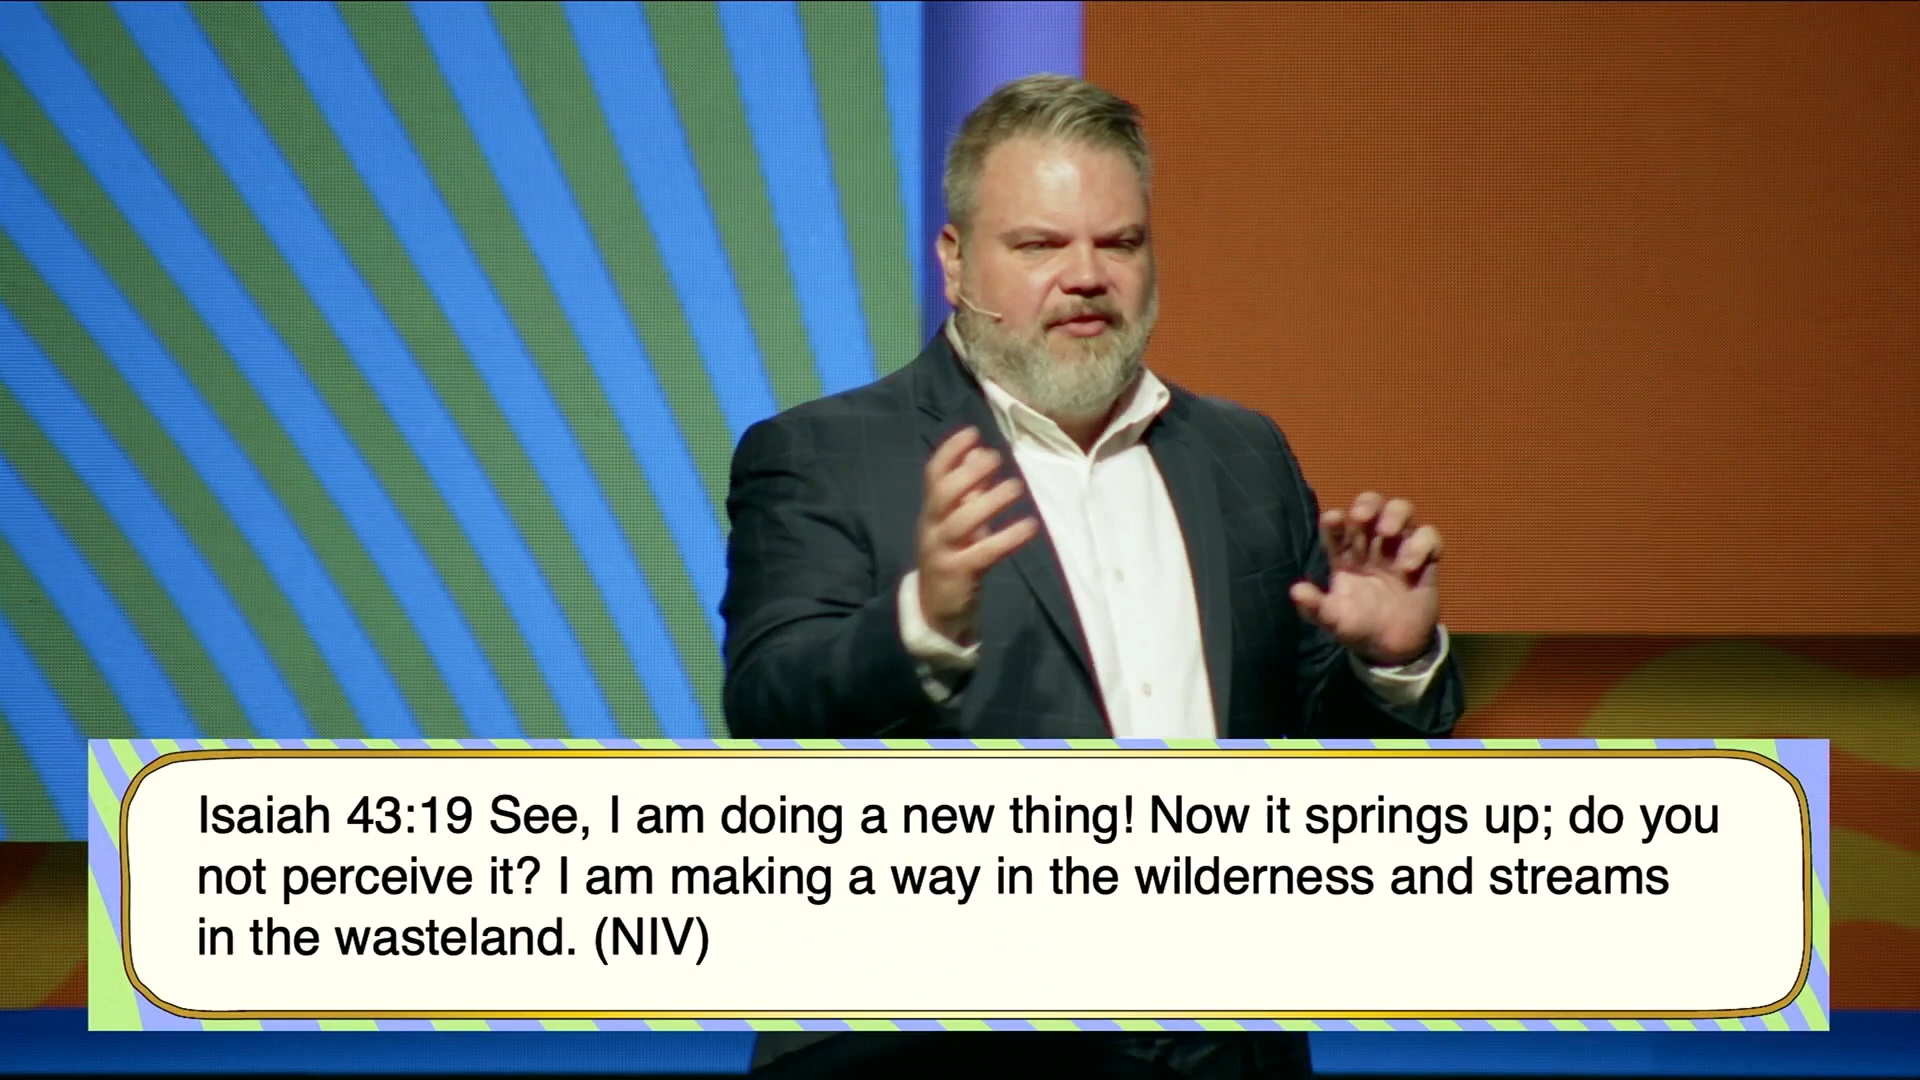 Isaiah 43:19 See, I am doing a new thing! Now it springs up; do you
not perceive it? I am making a way in the wilderness and streams
in the wasteland. (NIV)